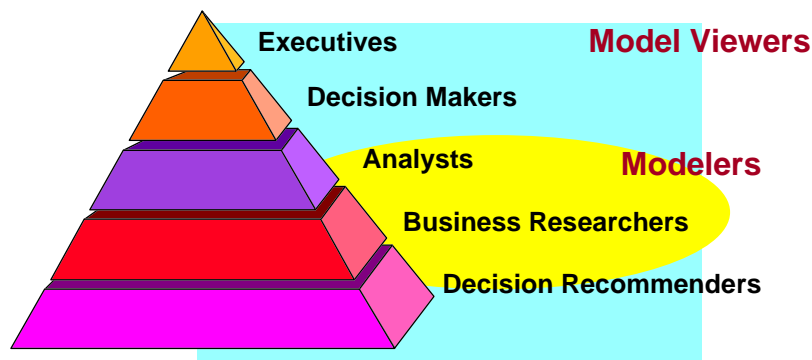 Executives
Model Viewers
Decision Makers
Analysts
Modelers
Business Researchers
Decision Recommenders